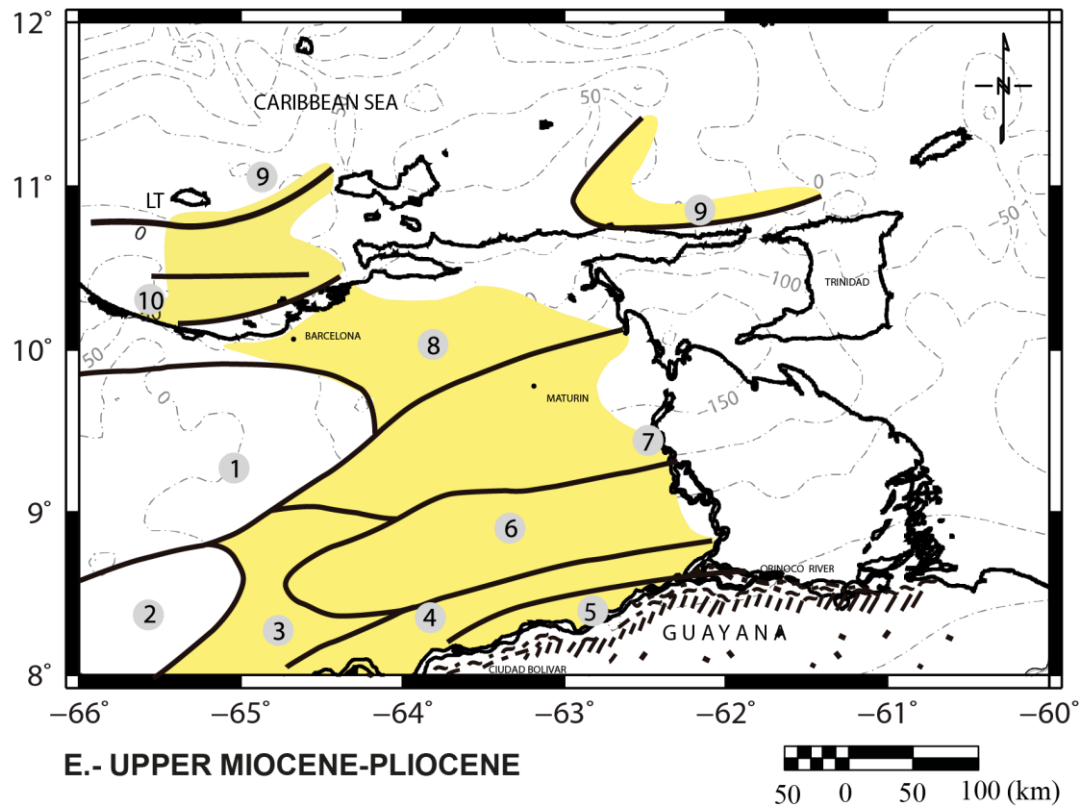 12°
11°
10°
9°
8°
CARIBBEAN SEA
50
N
9
LT
0
0
9
-50
100
TRINIDAD
10
BARCELONA
8
50
0
MATURIN
-150
7
1
6
ORINOCO RIVER
2
3
4
5
GUAYANA
CIUDAD BOLIVAR
−66° −65° −64° −63° −62° −61° −60°
E.- UPPER MIOCENE-PLIOCENE
50 0 50 100 (km)